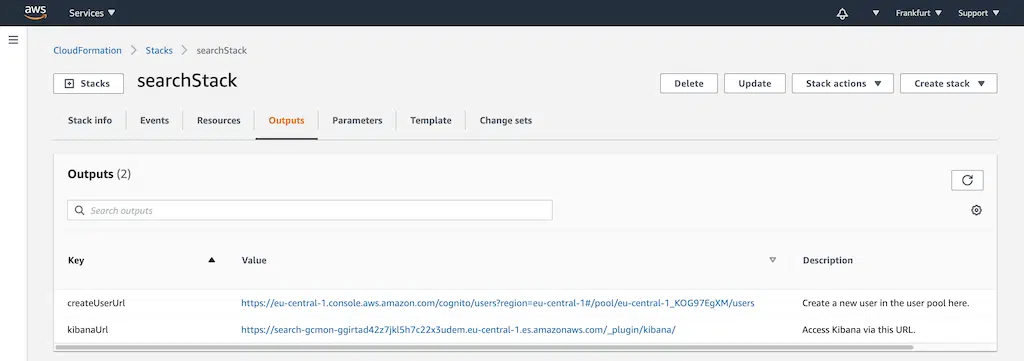 aws Services Frankfurt Support
CloudFormation Stacks searchStack
Stacks searchStack Delete Update Stack actions Create stack
Stack info Events Resources Outputs Parameters Template Change sets
Outputs (2)
Search outputs
Key Value Description
createUserUrl https://eu-central-1.console.aws.amazon.com/cognito/users?region=eu-central-1#/pool/eu-central-1_KOG97EgXM/users Create a new user in the user pool here.
kibanaUrl https://search-gcmon-ggirtad42z7jkl5h7c22x3udem.eu-central-1.es.amazonaws.com/_plugin/kibana/ Access Kibana via this URL.